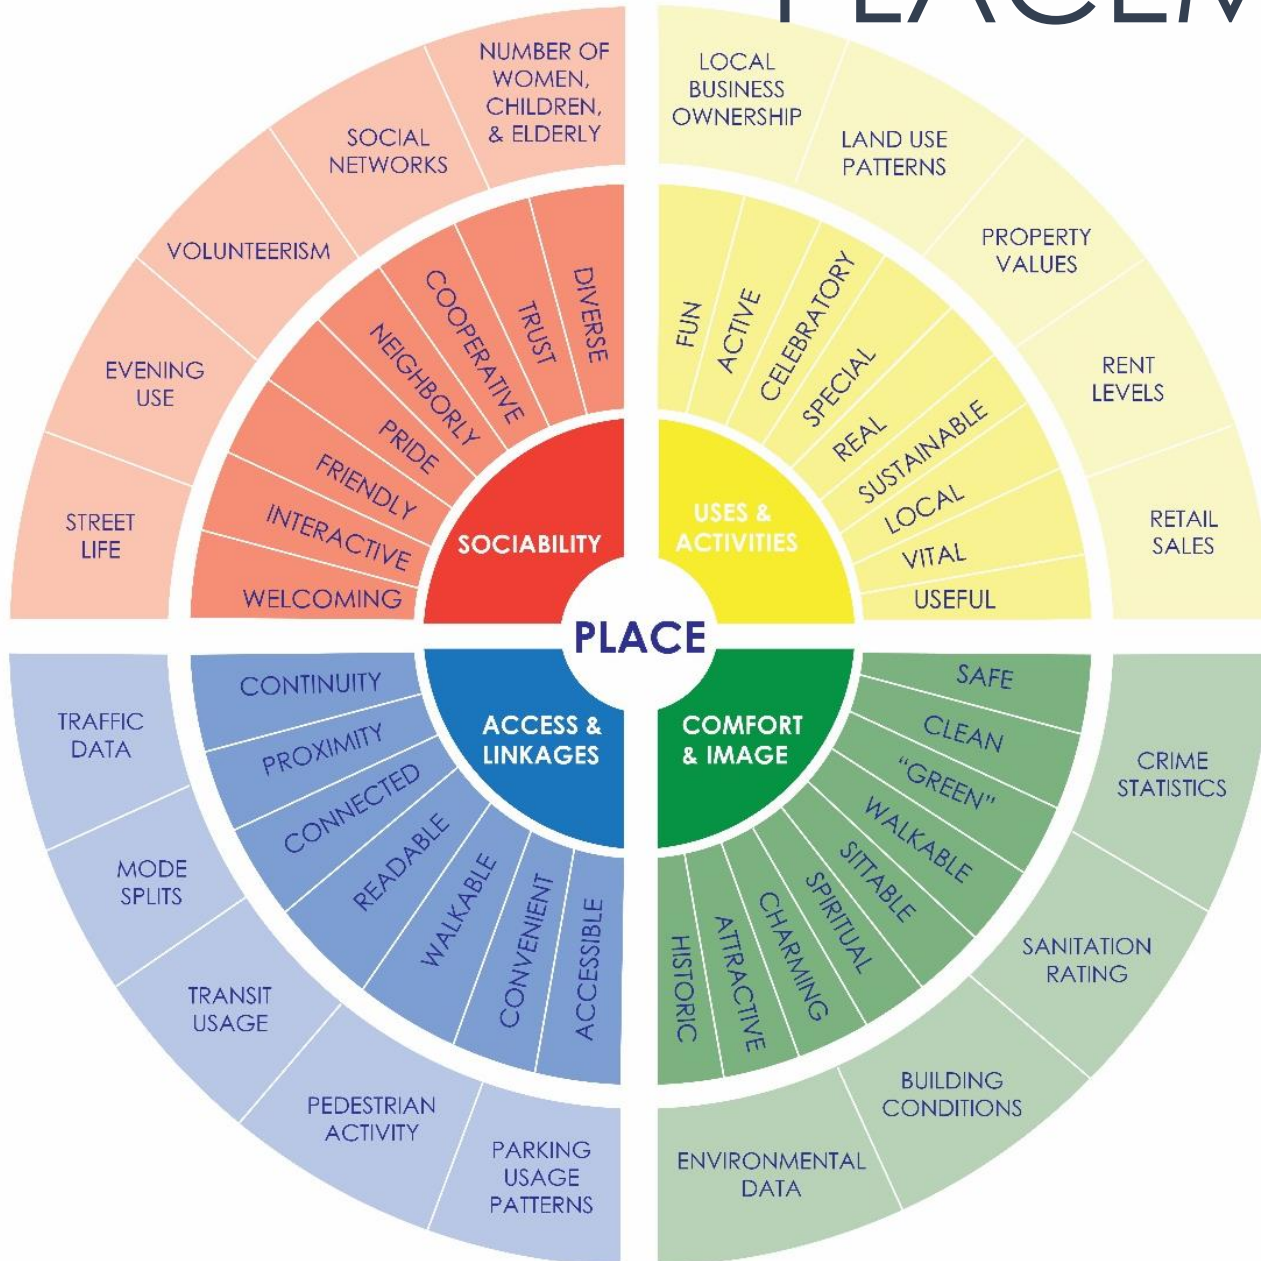 PLACEM
NUMBER OF
WOMEN,
CHILDREN,
& ELDERLY
SOCIAL
NETWORKS
VOLUNTEERISM
EVENING
USE
STREET
LIFE
DIVERSE
TRUST
COOPERATIVE
NEIGHBORLY
PRIDE
FRIENDLY
INTERACTIVE
WELCOMING
SOCIABILITY
LOCAL
BUSINESS
OWNERSHIP
LAND USE
PATTERNS
PROPERTY
VALUES
RENT
LEVELS
RETAIL
SALES
FUN
ACTIVE
CELEBRATORY
SPECIAL
REAL
SUSTAINABLE
LOCAL
VITAL
USEFUL
USES &
ACTIVITIES
PLACE
ACCESS &
LINKAGES
CONTINUITY
PROXIMITY
CONNECTED
READABLE
WALKABLE
CONVENIENT
ACCESSIBLE
TRAFFIC
DATA
MODE
SPLITS
TRANSIT
USAGE
PEDESTRIAN
ACTIVITY
PARKING
USAGE
PATTERNS
COMFORT
& IMAGE
SAFE
CLEAN
“GREEN”
WALKABLE
SITTABLE
SPIRITUAL
CHARMING
ATTRACTIVE
HISTORIC
CRIME
STATISTICS
SANITATION
RATING
BUILDING
CONDITIONS
ENVIRONMENTAL
DATA